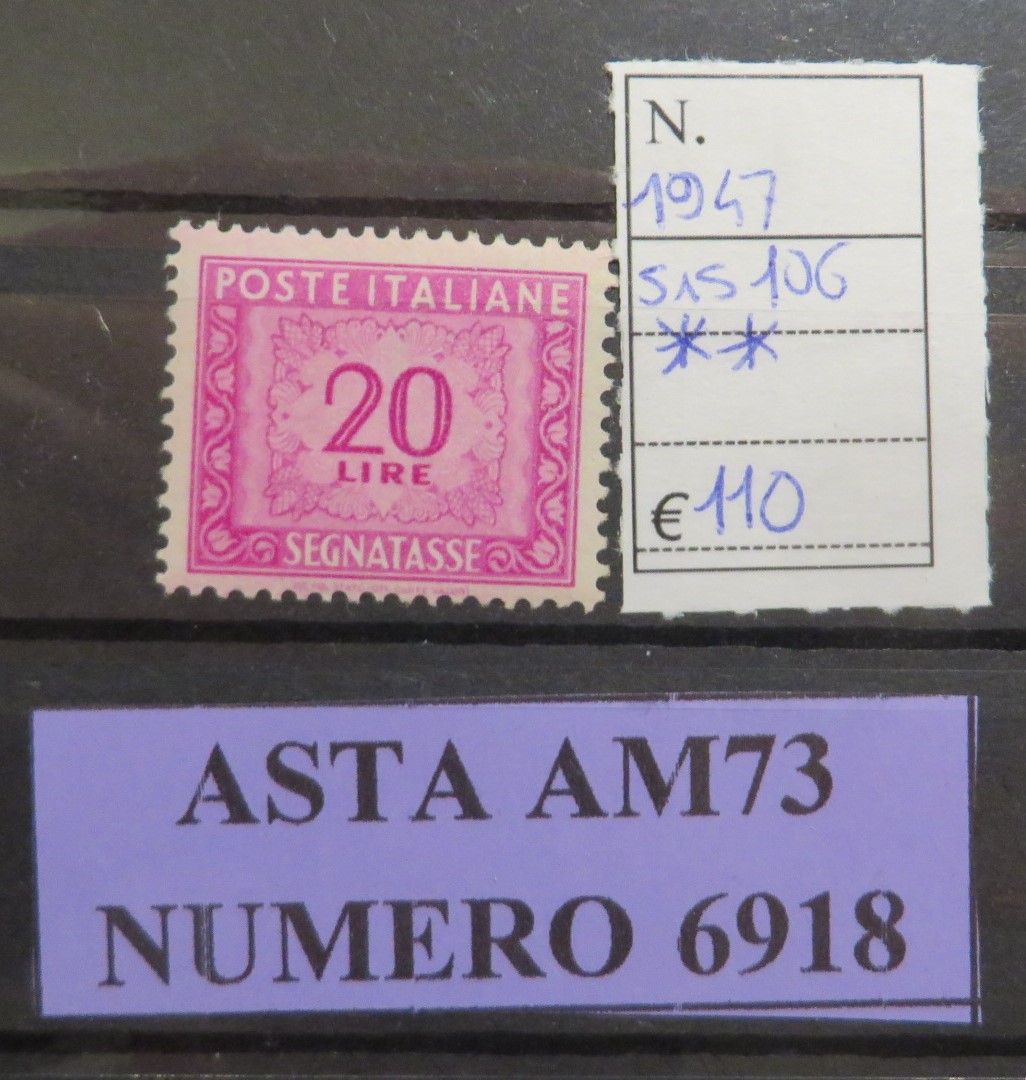 POSTE ITALIANE
20
LIRE
SEGNATASSE
N.
1947
SAS 106
**
€ 110
ASTA AM73
NUMERO 6918